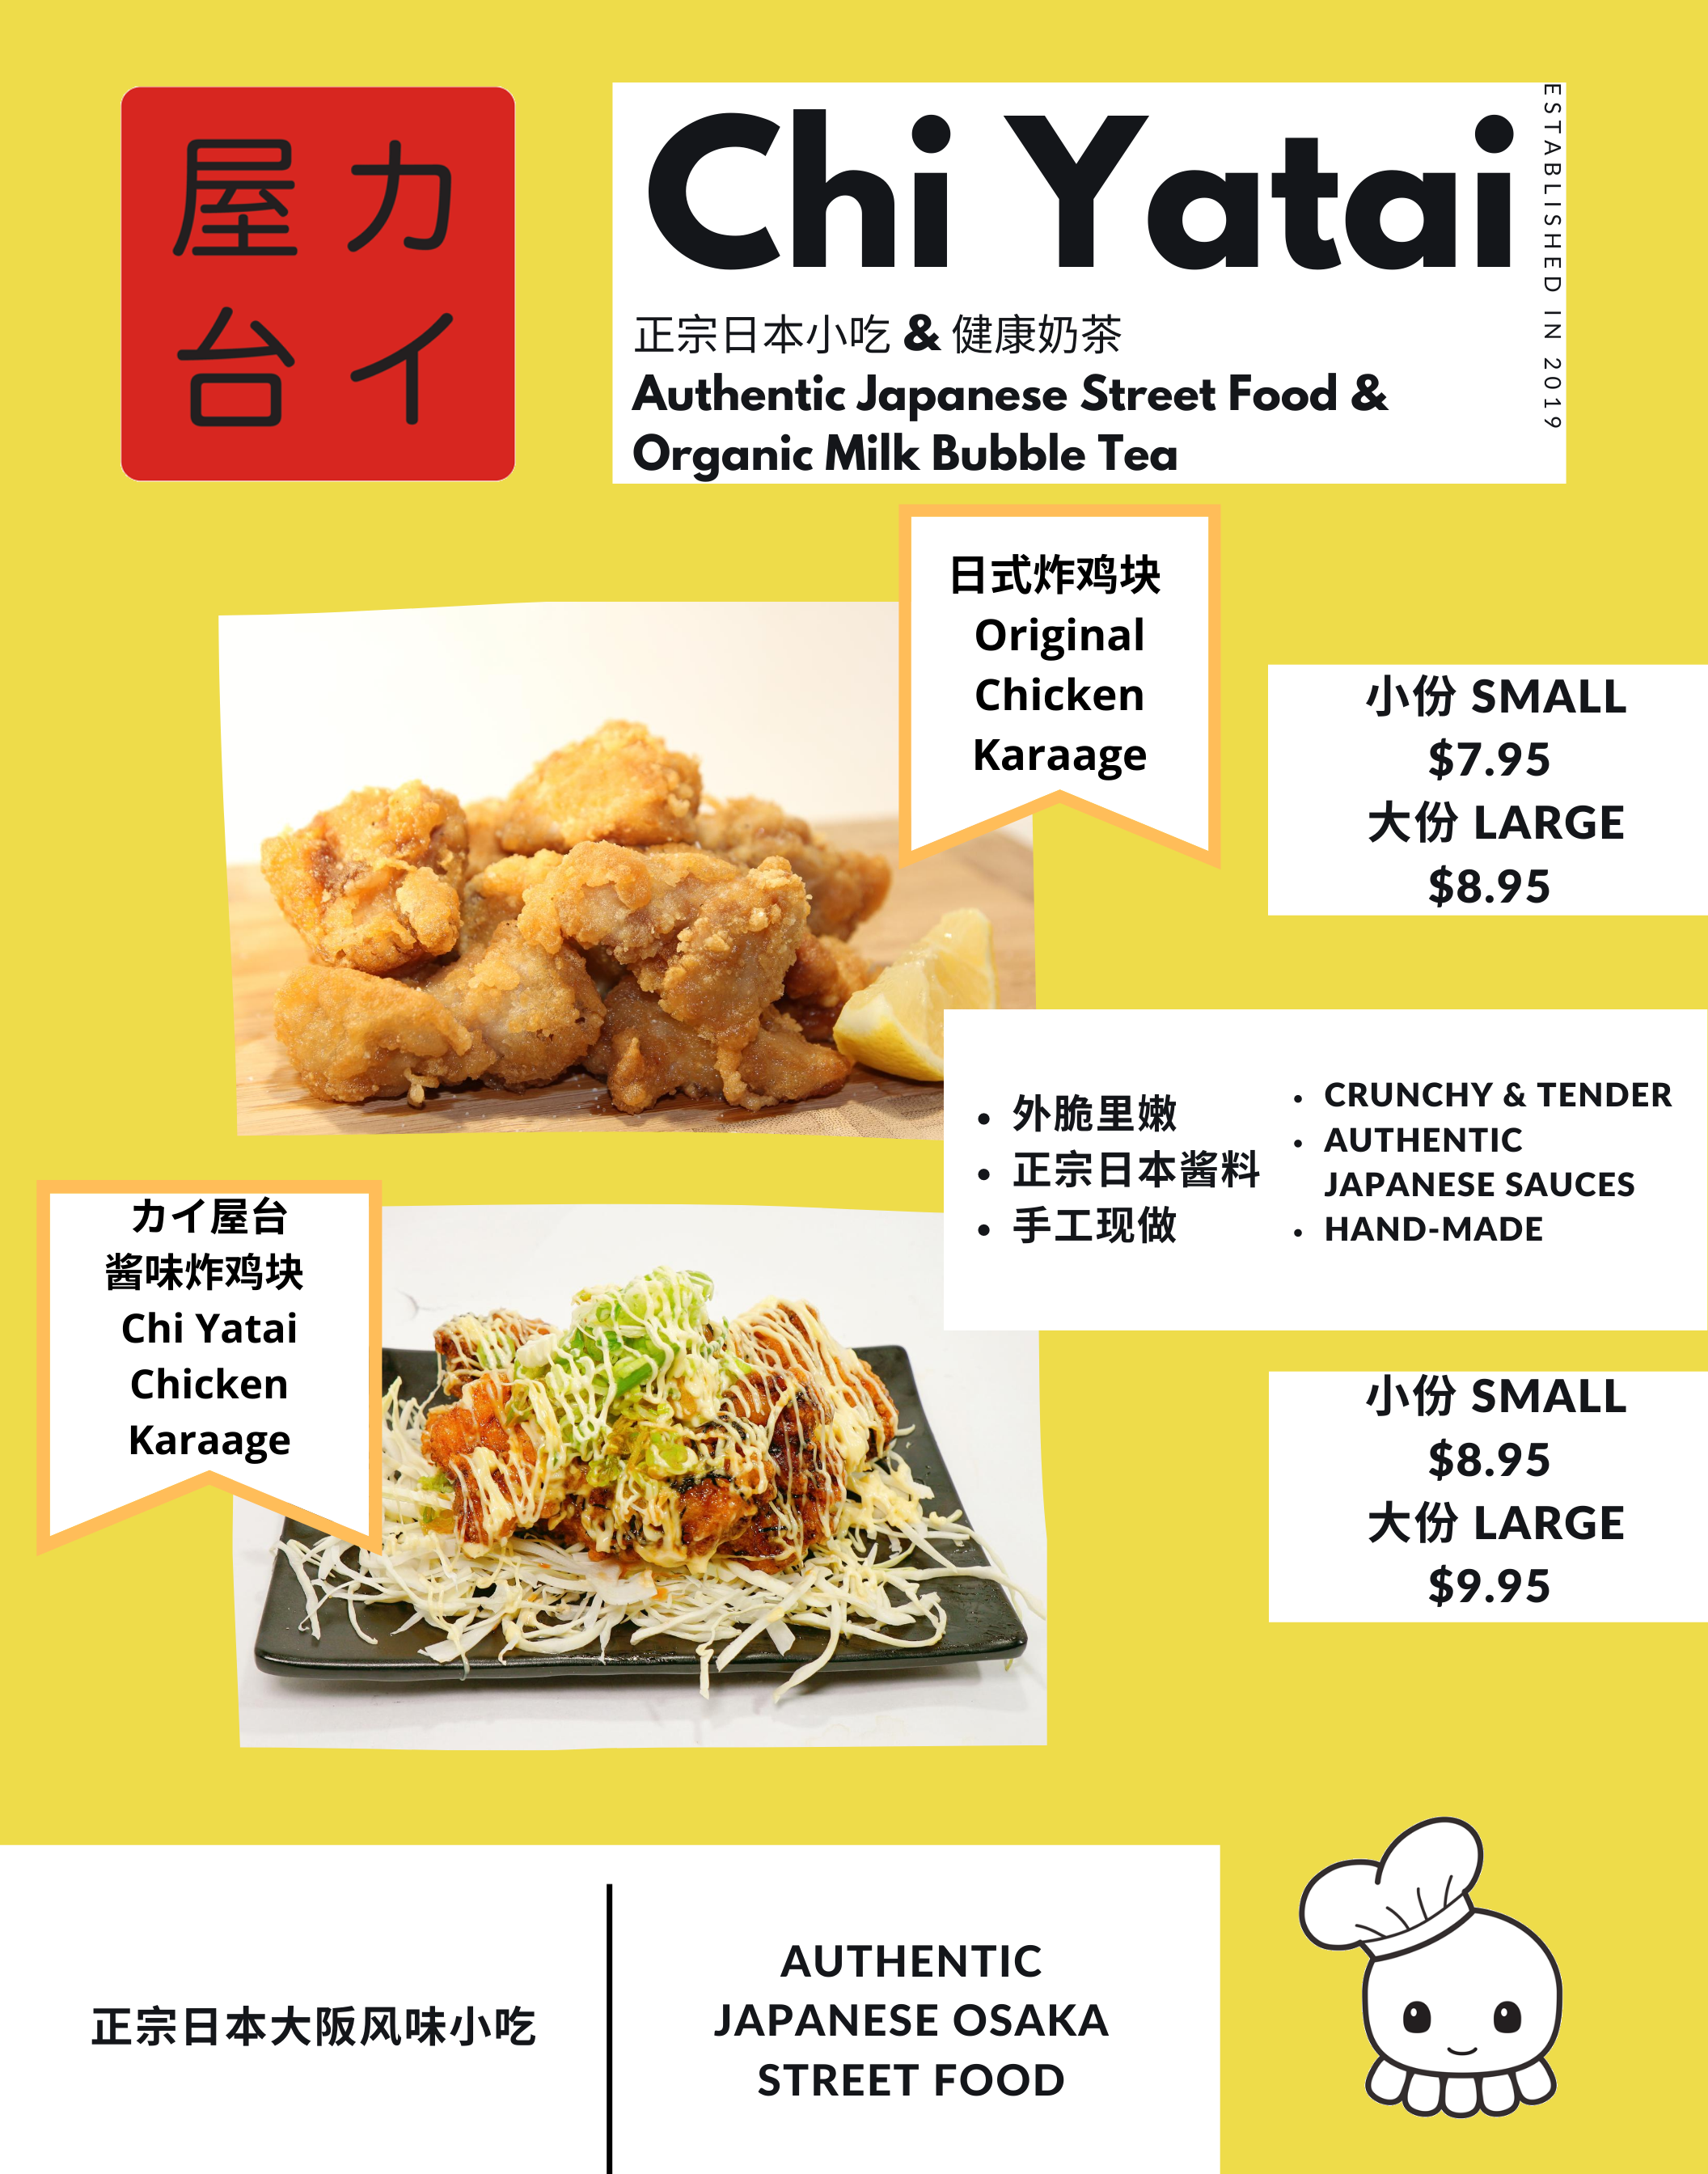 カイ
屋台
Chi Yatai
ESTABLISHED IN 2019
正宗日本小吃 & 健康奶茶
Authentic Japanese Street Food &
Organic Milk Bubble Tea
日式炸鸡块
Original
Chicken
Karaage
小份 SMALL
$7.95
大份 LARGE
$8.95
• 外脆里嫩
• 正宗日本酱料
• 手工现做
• CRUNCHY & TENDER
• AUTHENTIC
JAPANESE SAUCES
• HAND-MADE
カイ屋台
酱味炸鸡块
Chi Yatai
Chicken
Karaage
小份 SMALL
$8.95
大份 LARGE
$9.95
正宗日本大阪风味小吃
AUTHENTIC
JAPANESE OSAKA
STREET FOOD